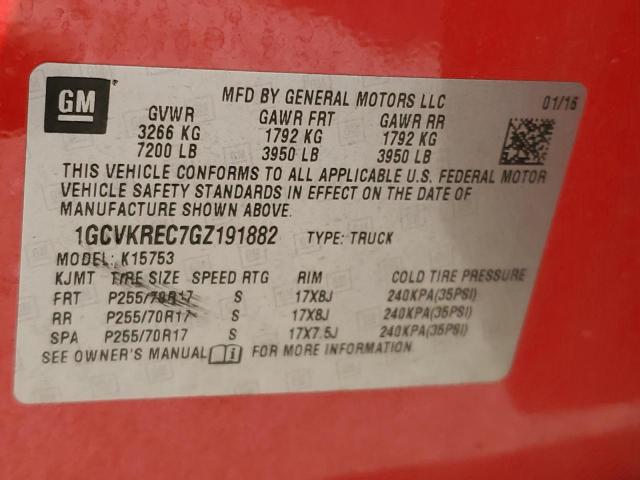 GM
MFD BY GENERAL MOTORS LLC 01/16
GVWR GAWR FRT GAWR RR
3266 KG 1792 KG 1792 KG
7200 LB 3950 LB 3950 LB
THIS VEHICLE CONFORMS TO ALL APPLICABLE U.S. FEDERAL MOTOR
VEHICLE SAFETY STANDARDS IN EFFECT ON THE DATE OF
MANUFACTURE SHOWN ABOVE.
1GCVKREC7GZ191882 TYPE: TRUCK
MODEL: K15753
KJMT TIRE SIZE SPEED RTG RIM COLD TIRE PRESSURE
FRT P255/70R17 S 17X8J 240KPA(35PSI)
RR P255/70R17 S 17X8J 240KPA(35PSI)
SPA P255/70R17 S 17X7.5J 240KPA(35PSI)
SEE OWNER'S MANUAL FOR MORE INFORMATION.